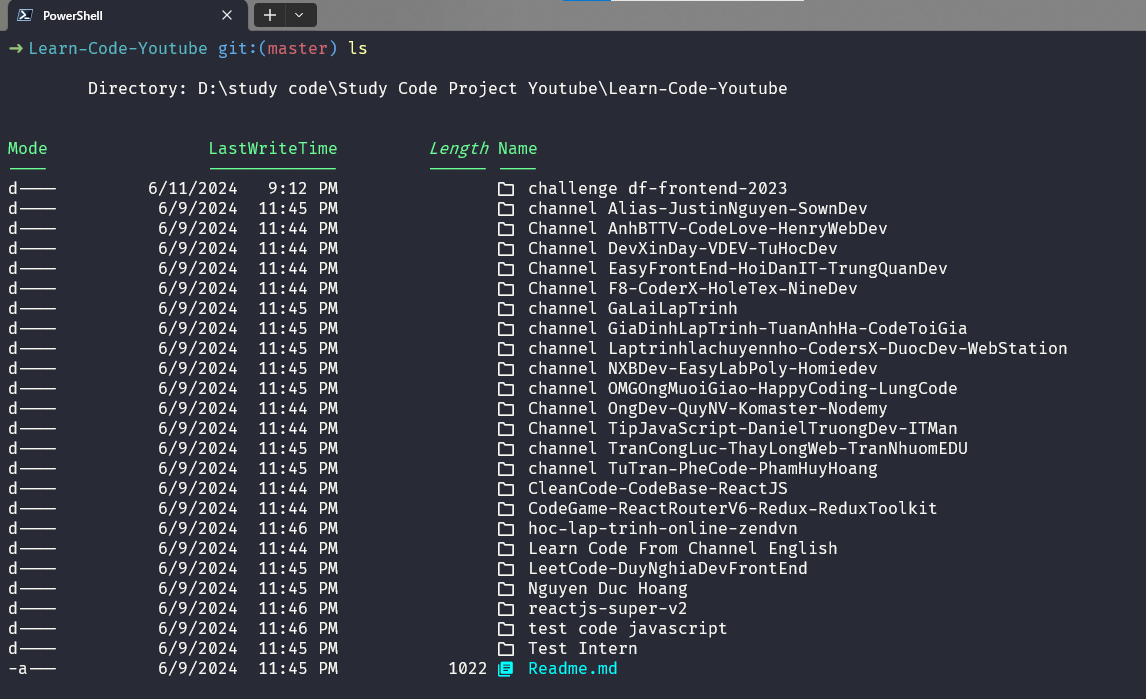 PowerShell
➜ Learn-Code-Youtube git:(master) ls
Directory: D:\study code\Study Code Project Youtube\Learn-Code-Youtube
Mode LastWriteTime Length Name
d---- 6/11/2024 9:12 PM challenge df-frontend-2023
d---- 6/9/2024 11:45 PM channel Alias-JustinNguyen-SownDev
d---- 6/9/2024 11:44 PM Channel AnhBTTV-CodeLove-HenryWebDev
d---- 6/9/2024 11:44 PM Channel DevXinDay-VDEV-TuHocDev
d---- 6/9/2024 11:44 PM Channel EasyFrontEnd-HoiDanIT-TrungQuanDev
d---- 6/9/2024 11:44 PM Channel F8-CoderX-HoleTex-NineDev
d---- 6/9/2024 11:45 PM channel GaLaiLapTrinh
d---- 6/9/2024 11:45 PM channel GiaDinhLapTrinh-TuanAnhHa-CodeToiGia
d---- 6/9/2024 11:45 PM channel Laptrinhlachuyennho-CodersX-DuocDev-WebStation
d---- 6/9/2024 11:45 PM channel NXBDev-EasyLabPoly-Homiedev
d---- 6/9/2024 11:45 PM channel OMGOngMuoiGiao-HappyCoding-LungCode
d---- 6/9/2024 11:44 PM Channel OngDev-QuyNV-Komaster-Nodemy
d---- 6/9/2024 11:44 PM Channel TipJavaScript-DanielTruongDev-ITMan
d---- 6/9/2024 11:45 PM channel TranCongLuc-ThayLongWeb-TranNhuomEDU
d---- 6/9/2024 11:45 PM channel TuTran-PheCode-PhamHuyHoang
d---- 6/9/2024 11:44 PM CleanCode-CodeBase-ReactJS
d---- 6/9/2024 11:44 PM CodeGame-ReactRouterV6-Redux-ReduxToolkit
d---- 6/9/2024 11:46 PM hoc-lap-trinh-online-zendvn
d---- 6/9/2024 11:44 PM Learn Code From Channel English
d---- 6/9/2024 11:45 PM LeetCode-DuyNghiaDevFrontEnd
d---- 6/9/2024 11:45 PM Nguyen Duc Hoang
d---- 6/9/2024 11:46 PM reactjs-super-v2
d---- 6/9/2024 11:46 PM test code javascript
d---- 6/9/2024 11:45 PM Test Intern
-a--- 6/9/2024 11:45 PM 1022 Readme.md